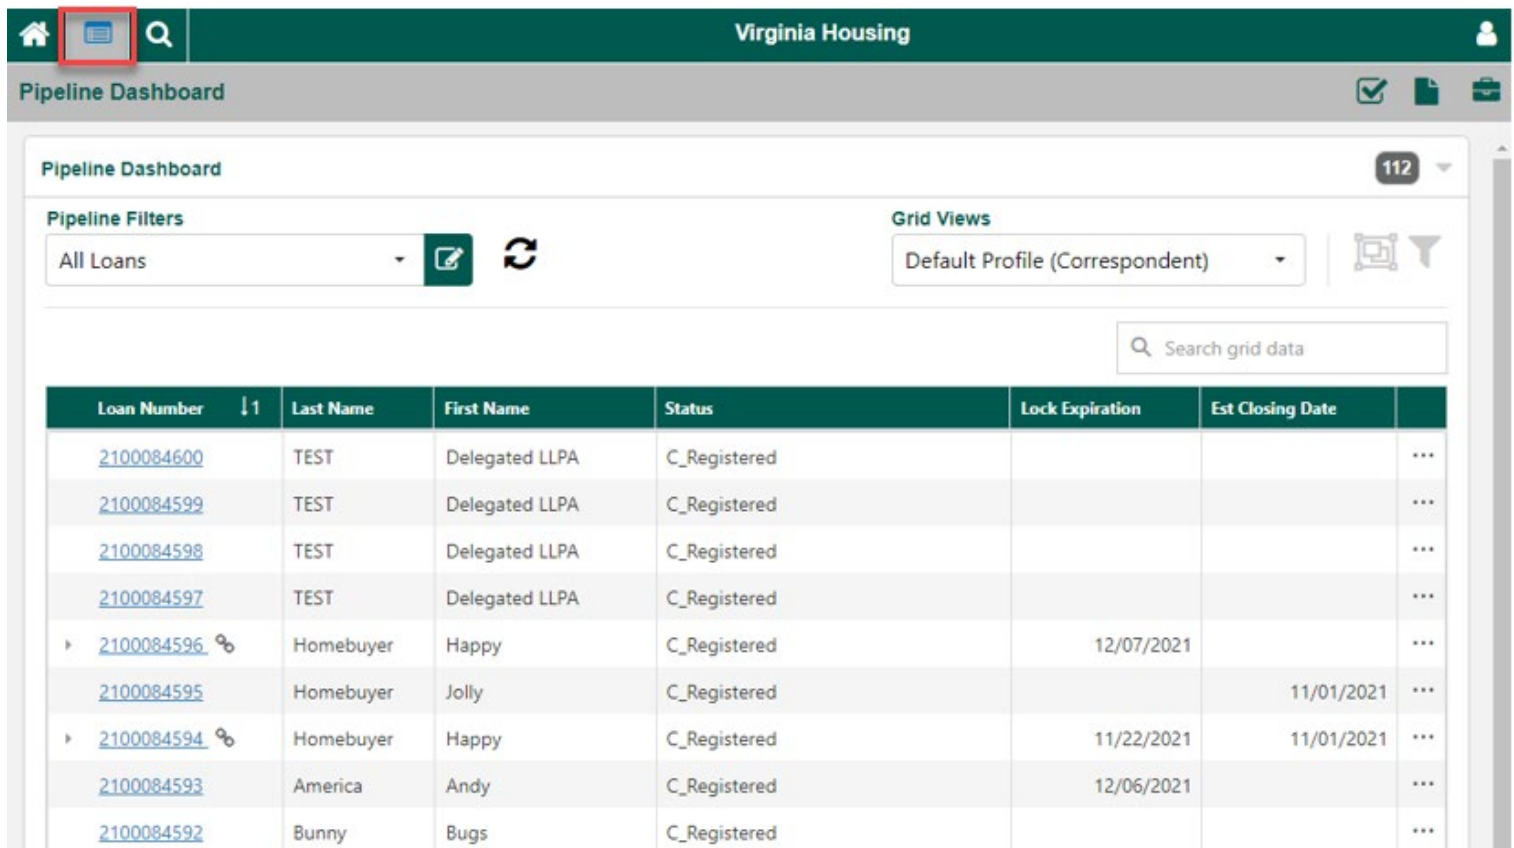 Virginia Housing
Pipeline Dashboard
Pipeline Dashboard 112
Pipeline Filters Grid Views
All Loans Default Profile (Correspondent)
Search grid data
Loan Number ↓1 Last Name First Name Status Lock Expiration Est Closing Date
2100084600 TEST Delegated LLPA C_Registered ...
2100084599 TEST Delegated LLPA C_Registered ...
2100084598 TEST Delegated LLPA C_Registered ...
2100084597 TEST Delegated LLPA C_Registered ...
2100084596 Homebuyer Happy C_Registered 12/07/2021 ...
2100084595 Homebuyer Jolly C_Registered 11/01/2021 ...
2100084594 Homebuyer Happy C_Registered 11/22/2021 11/01/2021 ...
2100084593 America Andy C_Registered 12/06/2021 ...
2100084592 Bunny Bugs C_Registered ...